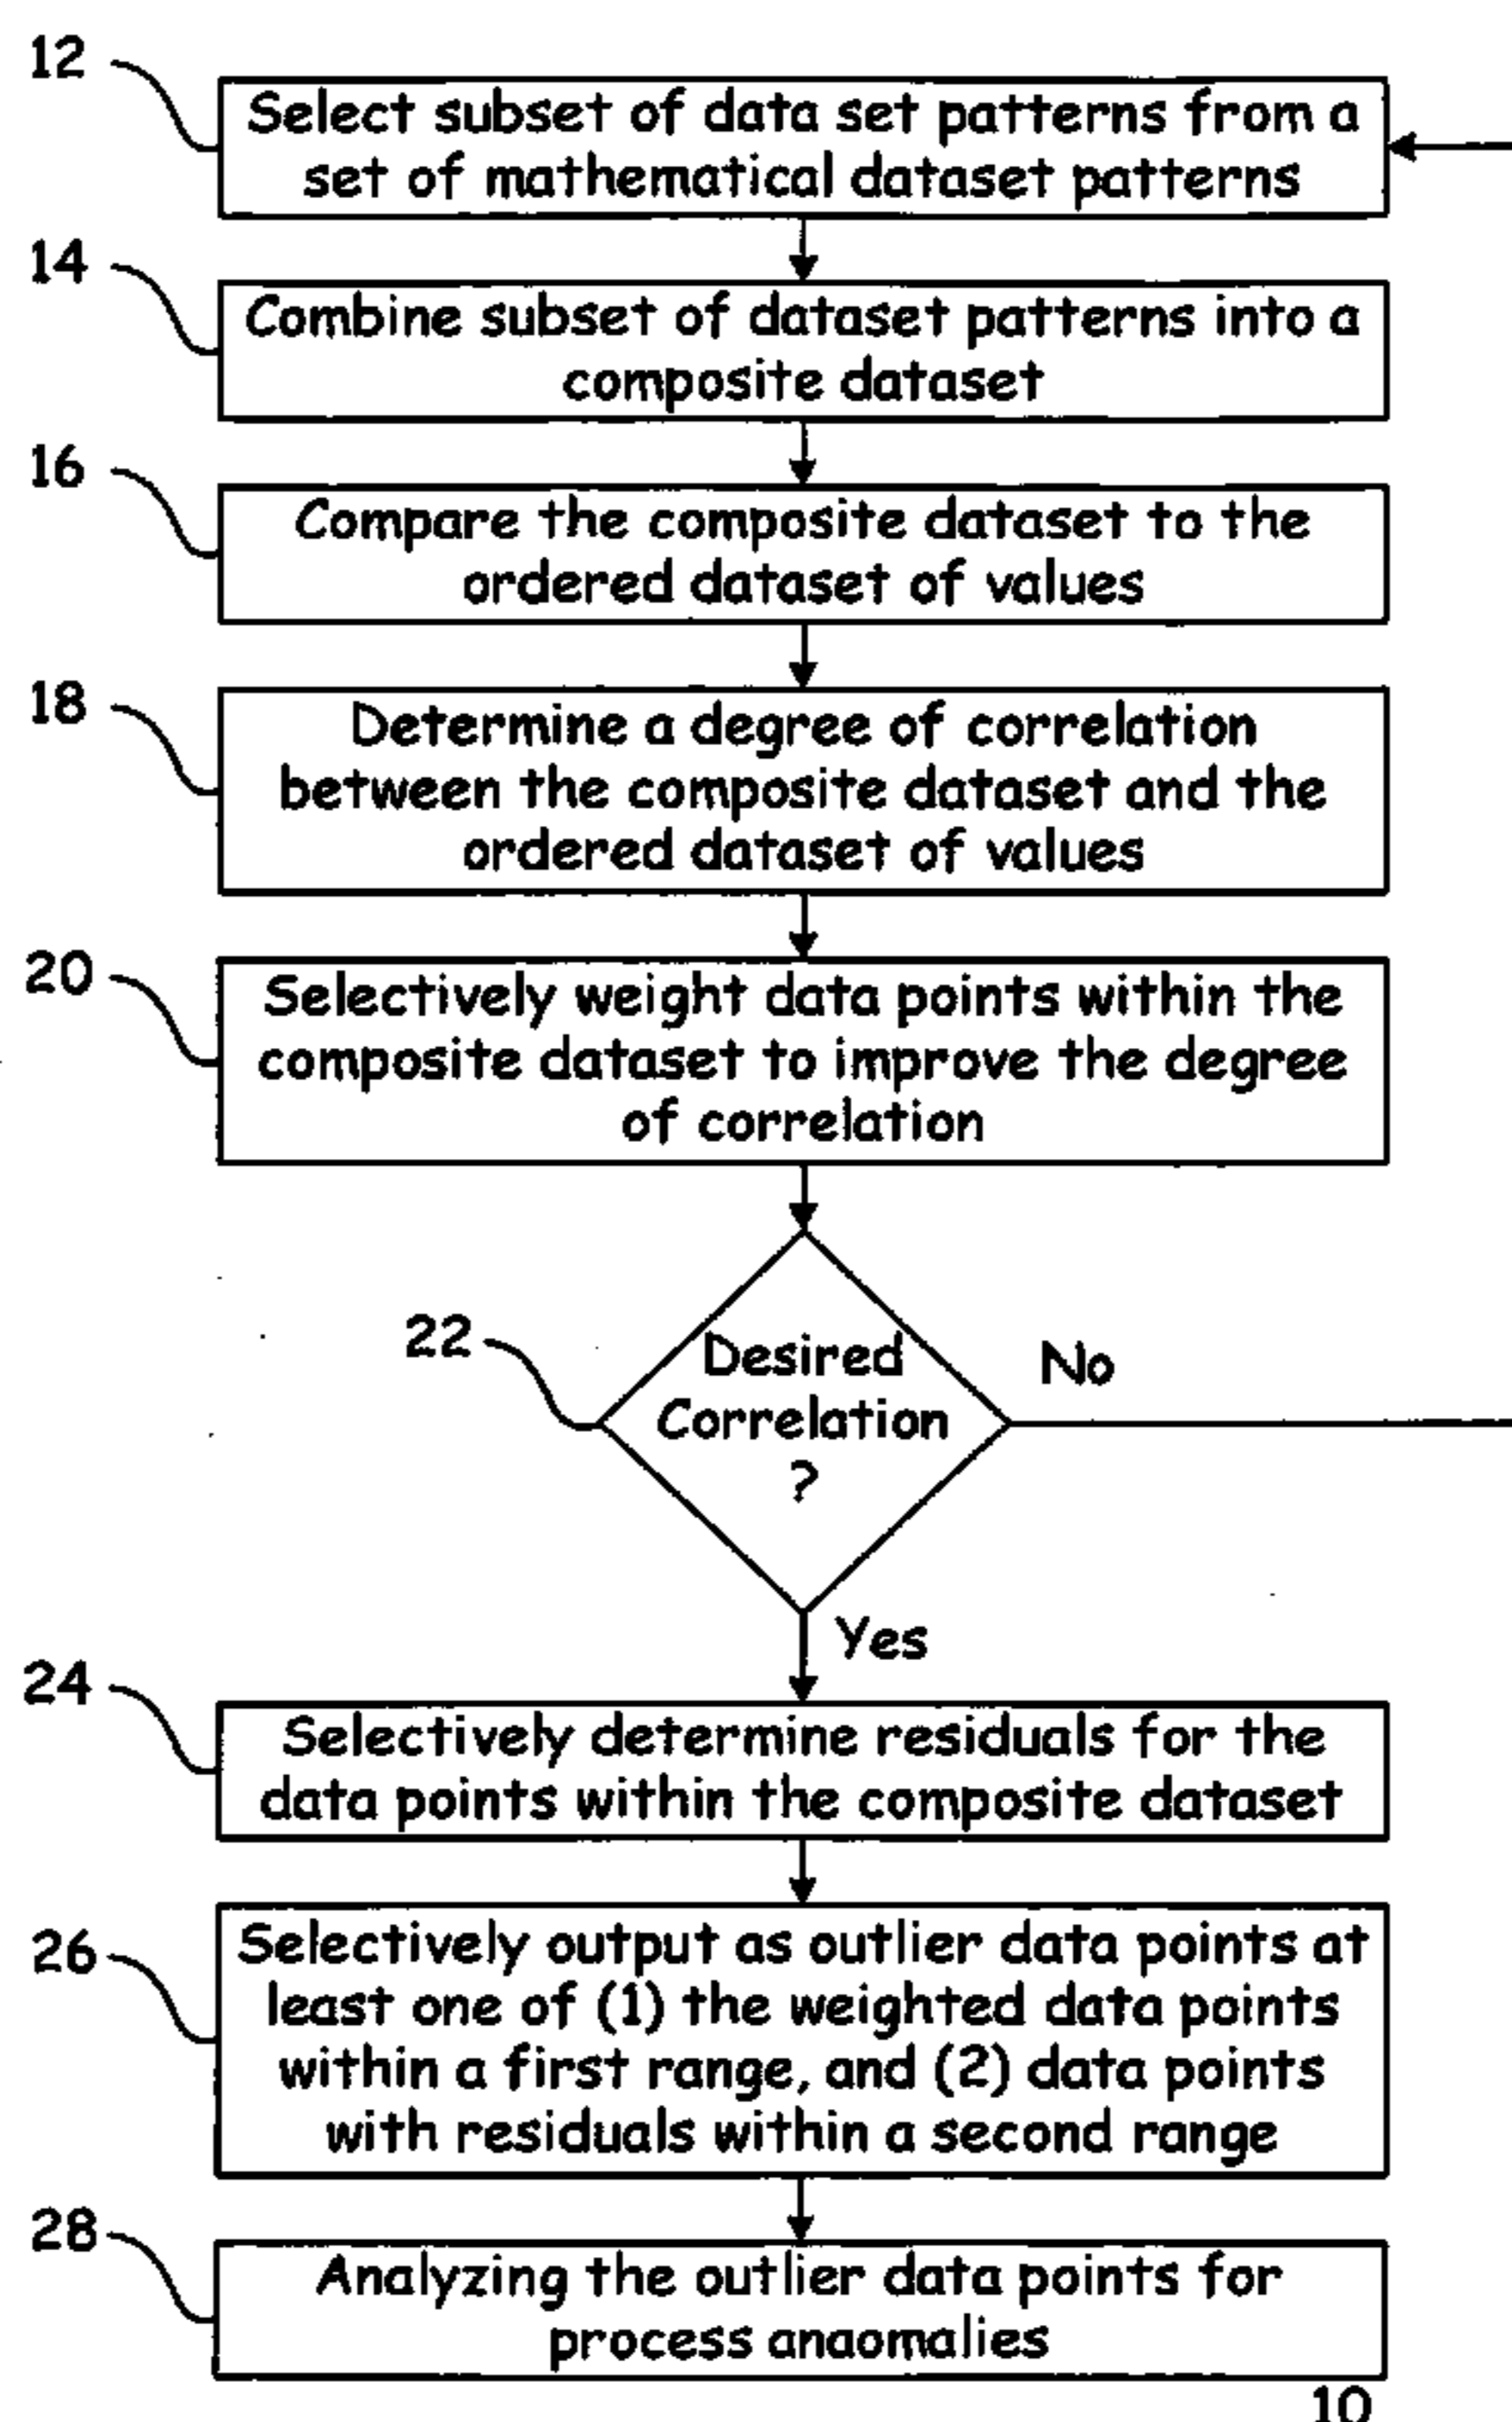 12
Select subset of data set patterns from a
set of mathematical dataset patterns
14
Combine subset of dataset patterns into a
composite dataset
16
Compare the composite dataset to the
ordered dataset of values
18
Determine a degree of correlation
between the composite dataset and the
ordered dataset of values
20
Selectively weight data points within the
composite dataset to improve the degree
of correlation
22
Desired
Correlation
?
No
Yes
24
Selectively determine residuals for the
data points within the composite dataset
26
Selectively output as outlier data points at
least one of (1) the weighted data points
within a first range, and (2) data points
with residuals within a second range
28
Analyzing the outlier data points for
process anaomalies
10